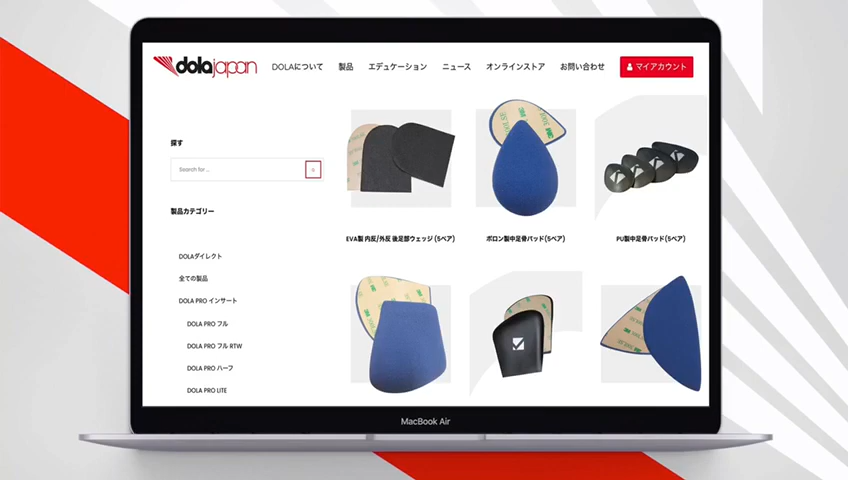 dolajapan
DOLAについて
製品
エデュケーション
ニュース
オンラインストア
お問い合わせ
マイアカウント
探す
Search for ...
製品カテゴリー
DOLAダイレクト
全ての製品
DOLA PRO インサート
DOLA PRO フル
DOLA PRO フル RTW
DOLA PRO ハーフ
DOLA PRO LITE
EVA製 内反/外反 後足部ウェッジ (5ペア)
ポロン製中足骨パッド(5ペア)
PU製中足骨パッド(5ペア)
MacBook Air